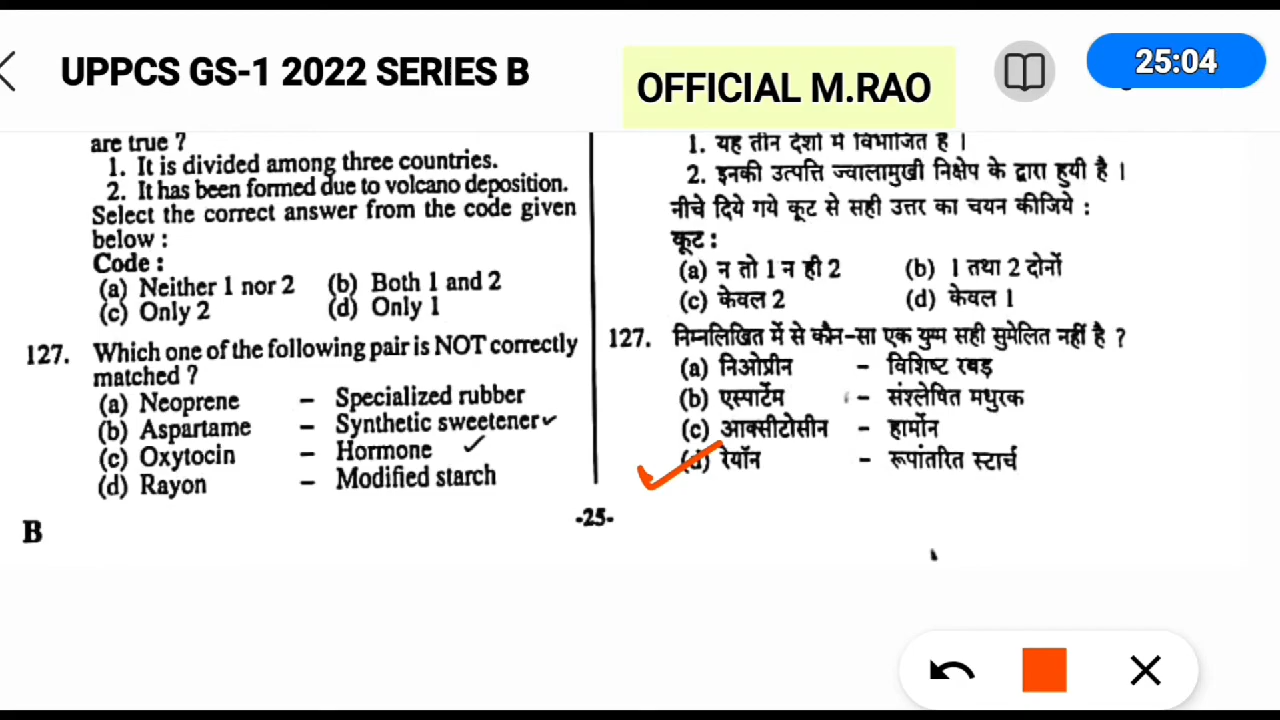 UPPCS GS-1 2022 SERIES B
OFFICIAL M.RAO
25:04
are true ?
1. It is divided among three countries.
2. It has been formed due to volcano deposition.
Select the correct answer from the code given
below :
Code :
(a) Neither 1 nor 2 (b) Both 1 and 2
(c) Only 2 (d) Only 1
127. Which one of the following pair is NOT correctly
matched ?
(a) Neoprene – Specialized rubber
(b) Aspartame – Synthetic sweetener
(c) Oxytocin – Hormone
(d) Rayon – Modified starch
B
-25-
1. यह तीन देशों में विभाजित है ।
2. इनकी उत्पत्ति ज्वालामुखी निक्षेप के द्वारा हुयी है ।
नीचे दिये गये कूट से सही उत्तर का चयन कीजिये :
कूट :
(a) न तो 1 न ही 2 (b) 1 तथा 2 दोनों
(c) केवल 2 (d) केवल 1
127. निम्नलिखित में से कौन-सा एक युग्म सही सुमेलित नहीं है ?
(a) निओप्रीन – विशिष्ट रबड़
(b) एस्पार्टेम – संश्लेषित मधुरक
(c) आक्सीटोसीन – हार्मोन
(d) रेयॉन – रूपांतरित स्टार्च